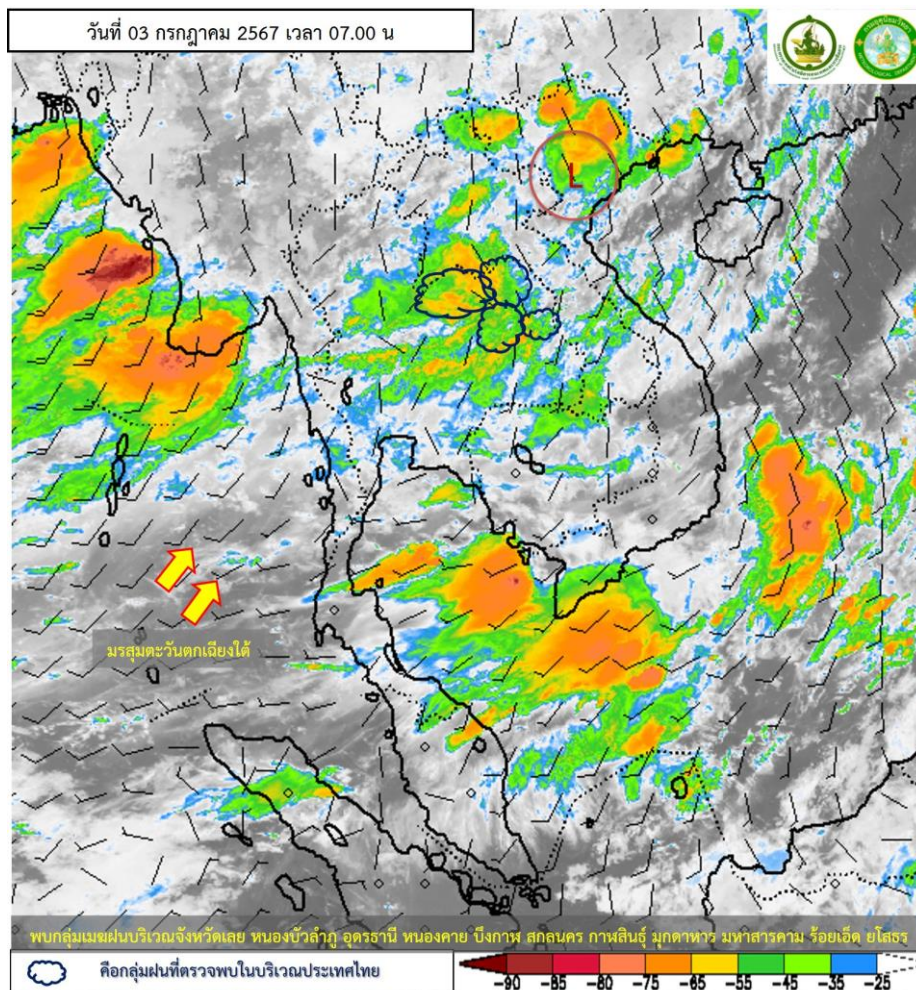 วันที่ 03 กรกฎาคม 2567 เวลา 07.00 น
L
มรสุมตะวันตกเฉียงใต้
พบกลุ่มเมฆฝนบริเวณจังหวัดเลย หนองบัวลำภู อุดรธานี หนองคาย บึงกาฬ สกลนคร กาฬสินธุ์ มุกดาหาร มหาสารคาม ร้อยเอ็ด ยโสธร
คือกลุ่มฝนที่ตรวจพบในบริเวณประเทศไทย
-90 -85 -80 -75 -65 -55 -45 -35 -25